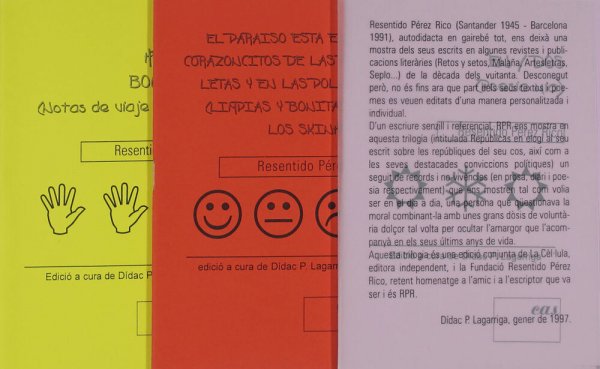 BO
(Notas de viaje
Resenti
Edició a cura de Dídac P.
EL PARAISO ESTA E
CORAZONCITOS DE LAS
LETAS Y EN LAS POL
(LIMPIAS Y BONITA
LOS SKIN
Resentido Pér
edició a cura de Dídac P. Lagarr
Resentido Pérez Rico (Santander 1945 - Barcelona
1991), autodidacta en gairebé tot, ens deixà una
mostra dels seus escrits en algunes revistes i publi-
cacions literàries (Retos y setos, Malaña, Artesletras,
Seplo...) de la dècada dels vuitanta. Desconegut
però, no és fins ara que part dels seus textos i poe-
mes es veuen editats d'una manera personalitzada i
individual.
D'un escriure senzill i referencial, RPR ens mostra en
aquesta trilogia (intitulada Repúblicas en elogi al seu
escrit sobre les repúbliques del seu cos, així com a
les seves destacades conviccions polítiques) un
seguit de records i no vivències (en prosa, dietari i poe-
sia respectivament) que ens mostren tal com volia
ser en el dia a dia, una persona que qüestionava la
moral combinant-la amb unes grans dòsis de voluntà-
ria dolçor tal volta per ocultar l'amargor que l'acom-
panyà en els seus últims anys de vida.
Aquesta trilogia és una edició conjunta de La Cèl·lula,
editora independent, i la Fundació Resentido Pérez
Rico, retent homenatge a l'amic i a l'escriptor que va
ser i és RPR.
cas
Dídac P. Lagarriga, gener de 1997.